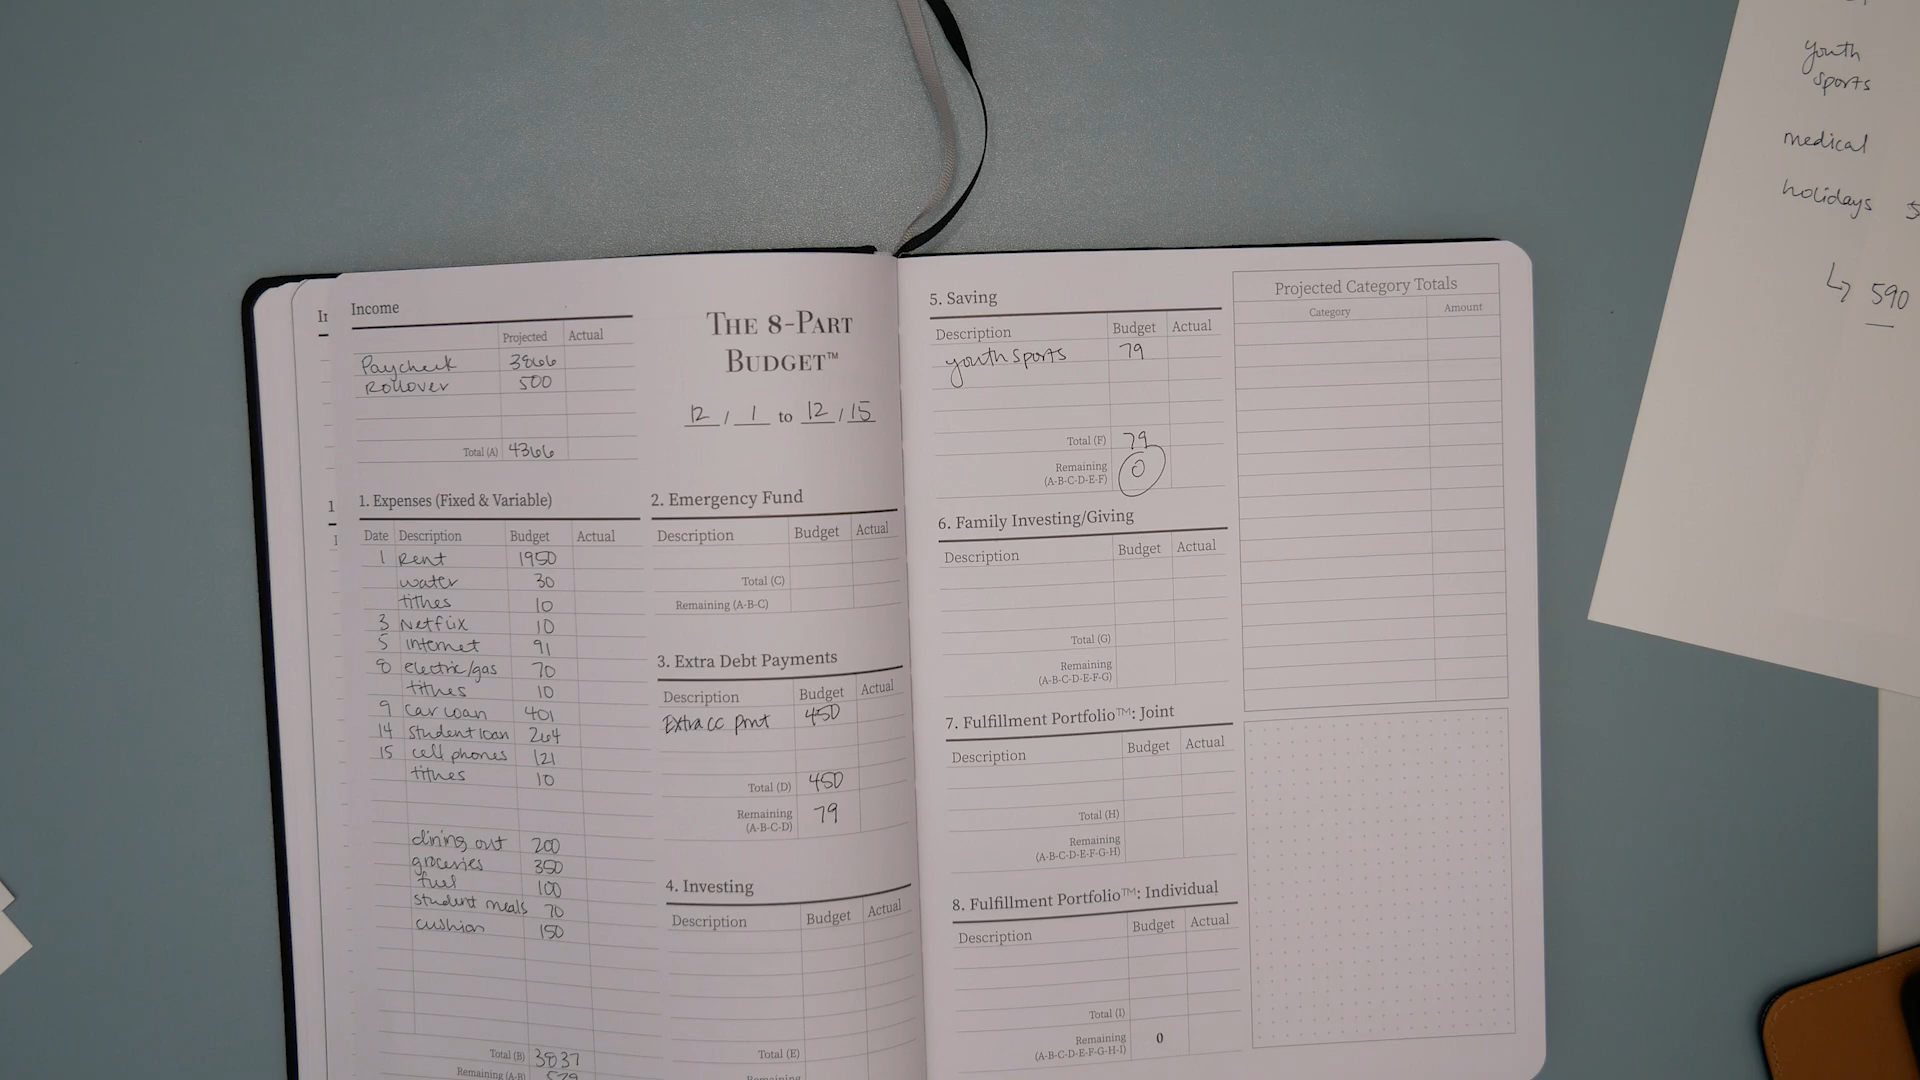 Income
Projected Actual
Paycheck 3866
Rollover 500
Total (A) 4366
THE 8-PART
BUDGET™
12 / 1 to 12 / 15
1. Expenses (Fixed & Variable)
Date Description Budget Actual
1 Rent 1950
water 30
tithes 10
3 Netflix 10
5 internet 91
8 electric/gas 70
tithes 10
9 car loan 401
14 student loan 264
15 cell phones 121
tithes 10
dining out 200
groceries 350
fuel 100
student meals 70
cushion 150
Total (B) 3837
Remaining (A-B) 529
2. Emergency Fund
Description Budget Actual
Total (C)
Remaining (A-B-C)
3. Extra Debt Payments
Description Budget Actual
Extra cc pmt 450
Total (D) 450
Remaining 79
(A-B-C-D)
4. Investing
Description Budget Actual
Total (E)
Remaining
5. Saving
Description Budget Actual
youth sports 79
Total (F) 79
Remaining 0
(A-B-C-D-E-F)
6. Family Investing/Giving
Description Budget Actual
Total (G)
Remaining
(A-B-C-D-E-F-G)
7. Fulfillment Portfolio™: Joint
Description Budget Actual
Total (H)
Remaining
(A-B-C-D-E-F-G-H)
8. Fulfillment Portfolio™: Individual
Description Budget Actual
Total (I)
Remaining 0
(A-B-C-D-E-F-G-H-I)
Projected Category Totals
Category Amount
youth
sports
medical
holidays
↳ 590